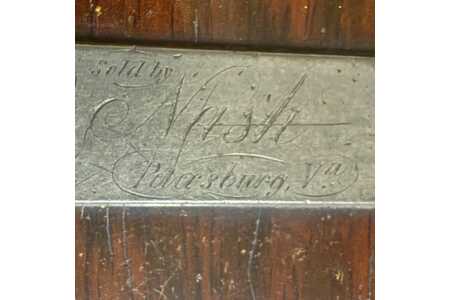 Sold by
Nash
Petersburg, Va